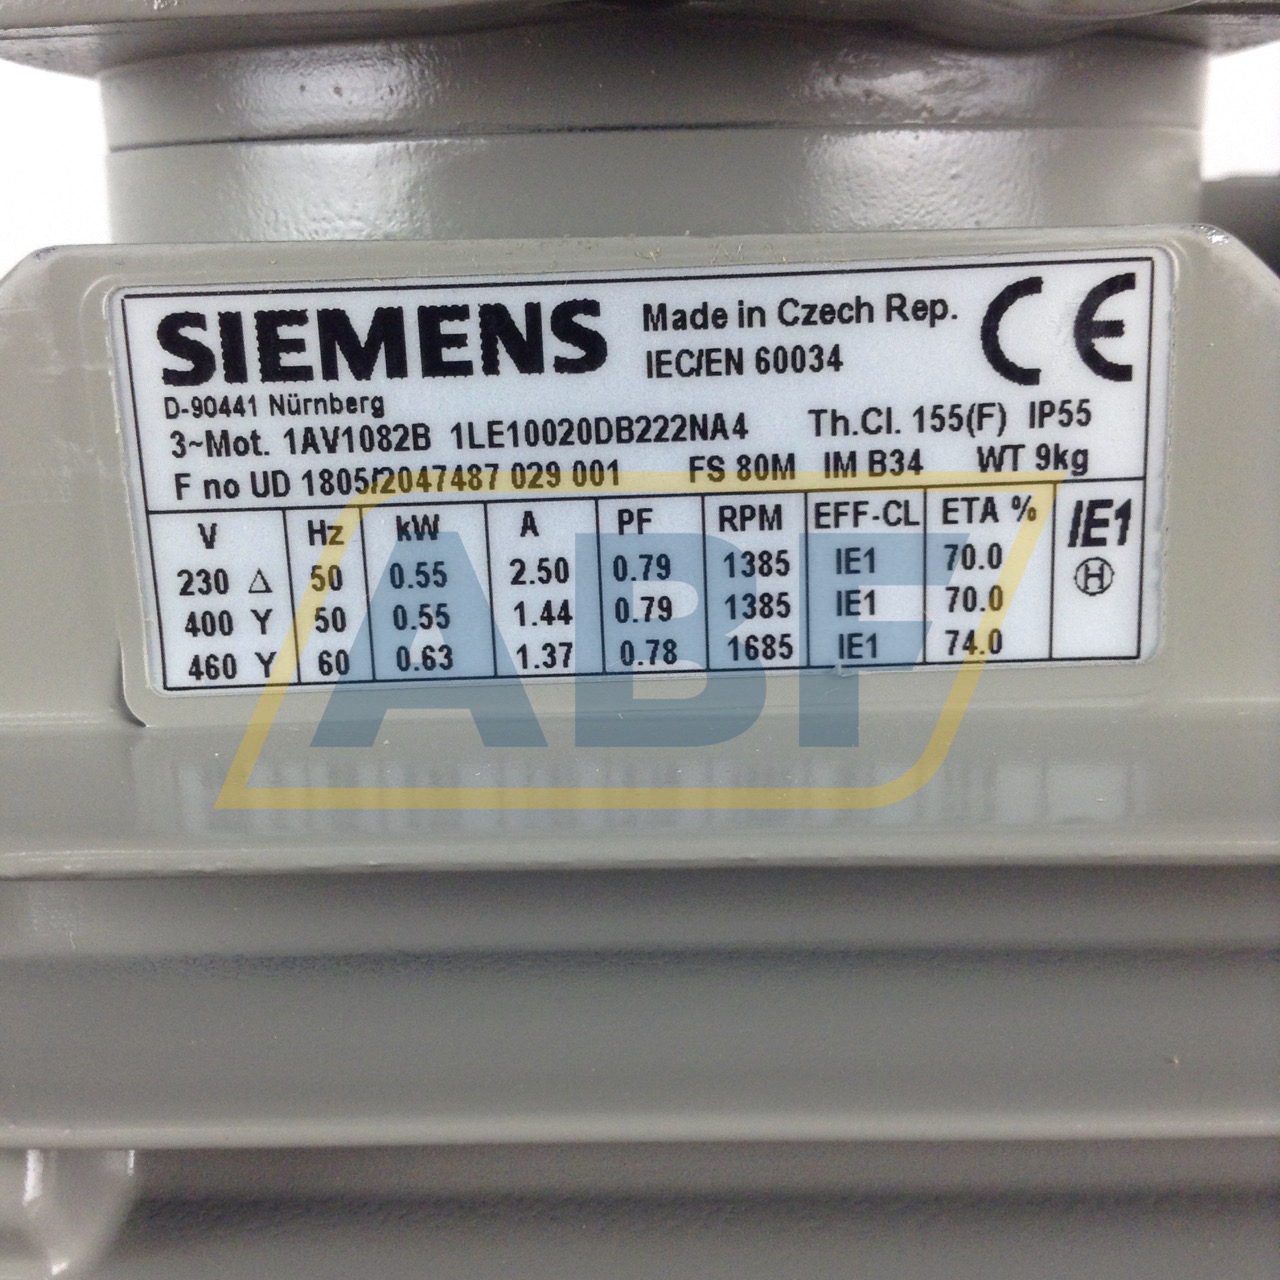 SIEMENS Made in Czech Rep. CE
IEC/EN 60034
D-90441 Nürnberg
3~Mot. 1AV1082B 1LE10020DB222NA4 Th.Cl. 155(F) IP55
F no UD 1805/2047487 029 001 FS 80M IM B34 WT 9kg
V Hz kW A PF RPM EFF-CL ETA % IE1
230 Δ 50 0.55 2.50 0.79 1385 IE1 70.0 H
400 Y 50 0.55 1.44 0.79 1385 IE1 70.0
460 Y 60 0.63 1.37 0.78 1685 IE1 74.0
ABF